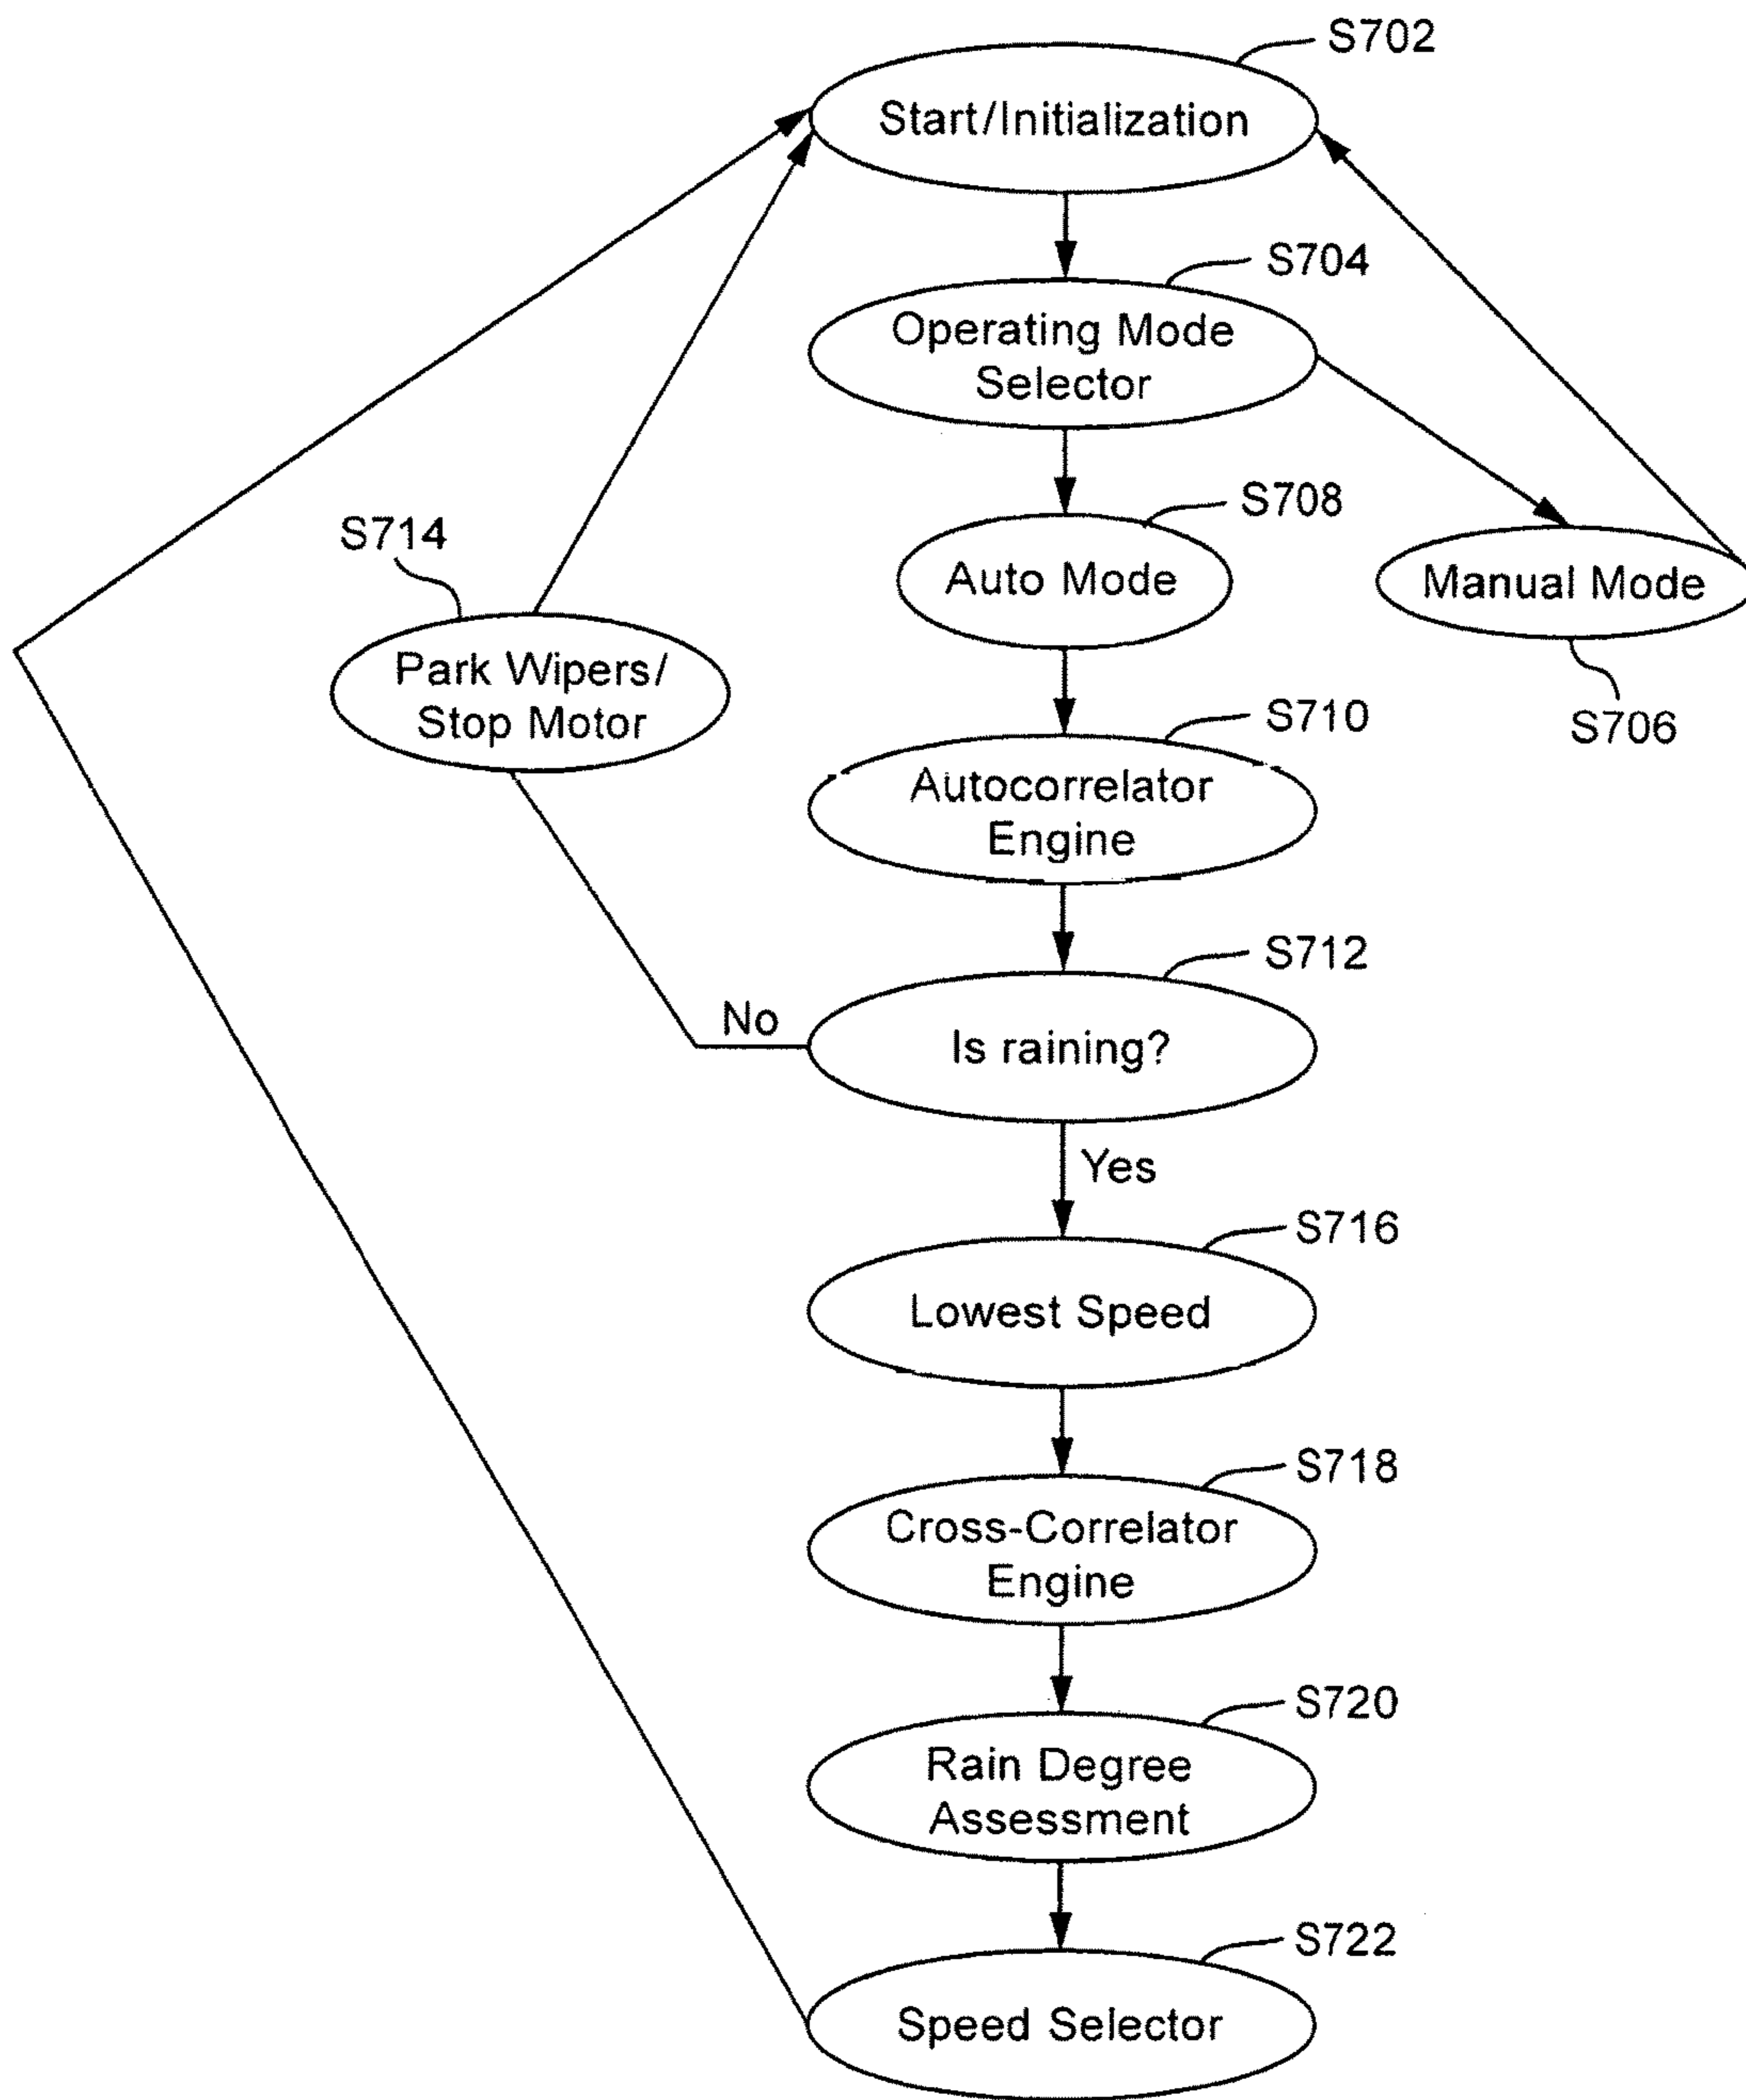 S702
Start/Initialization
S704
Operating Mode
Selector
S708
Auto Mode
Manual Mode
S706
S714
Park Wipers/
Stop Motor
S710
Autocorrelator
Engine
S712
Is raining?
No
Yes
S716
Lowest Speed
S718
Cross-Correlator
Engine
S720
Rain Degree
Assessment
S722
Speed Selector